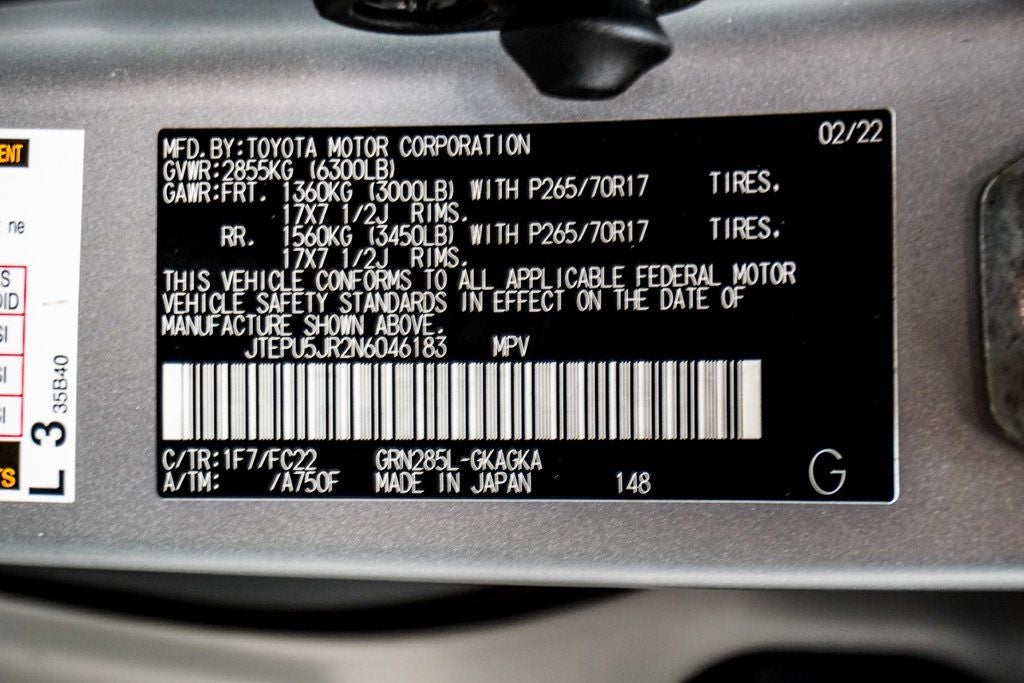 MFD.BY:TOYOTA MOTOR CORPORATION 02/22
GVWR:2855KG (6300LB)
GAWR:FRT. 1360KG (3000LB) WITH P265/70R17 TIRES.
17X7 1/2J RIMS.
RR. 1560KG (3450LB) WITH P265/70R17 TIRES.
17X7 1/2J RIMS.
THIS VEHICLE CONFORMS TO ALL APPLICABLE FEDERAL MOTOR
VEHICLE SAFETY STANDARDS IN EFFECT ON THE DATE OF
MANUFACTURE SHOWN ABOVE.
JTEPU5JR2N6046183 MPV
C/TR:1F7/FC22 GRN285L-GKAGKA
A/TM: /A750F MADE IN JAPAN 148 G
L 3
35B40